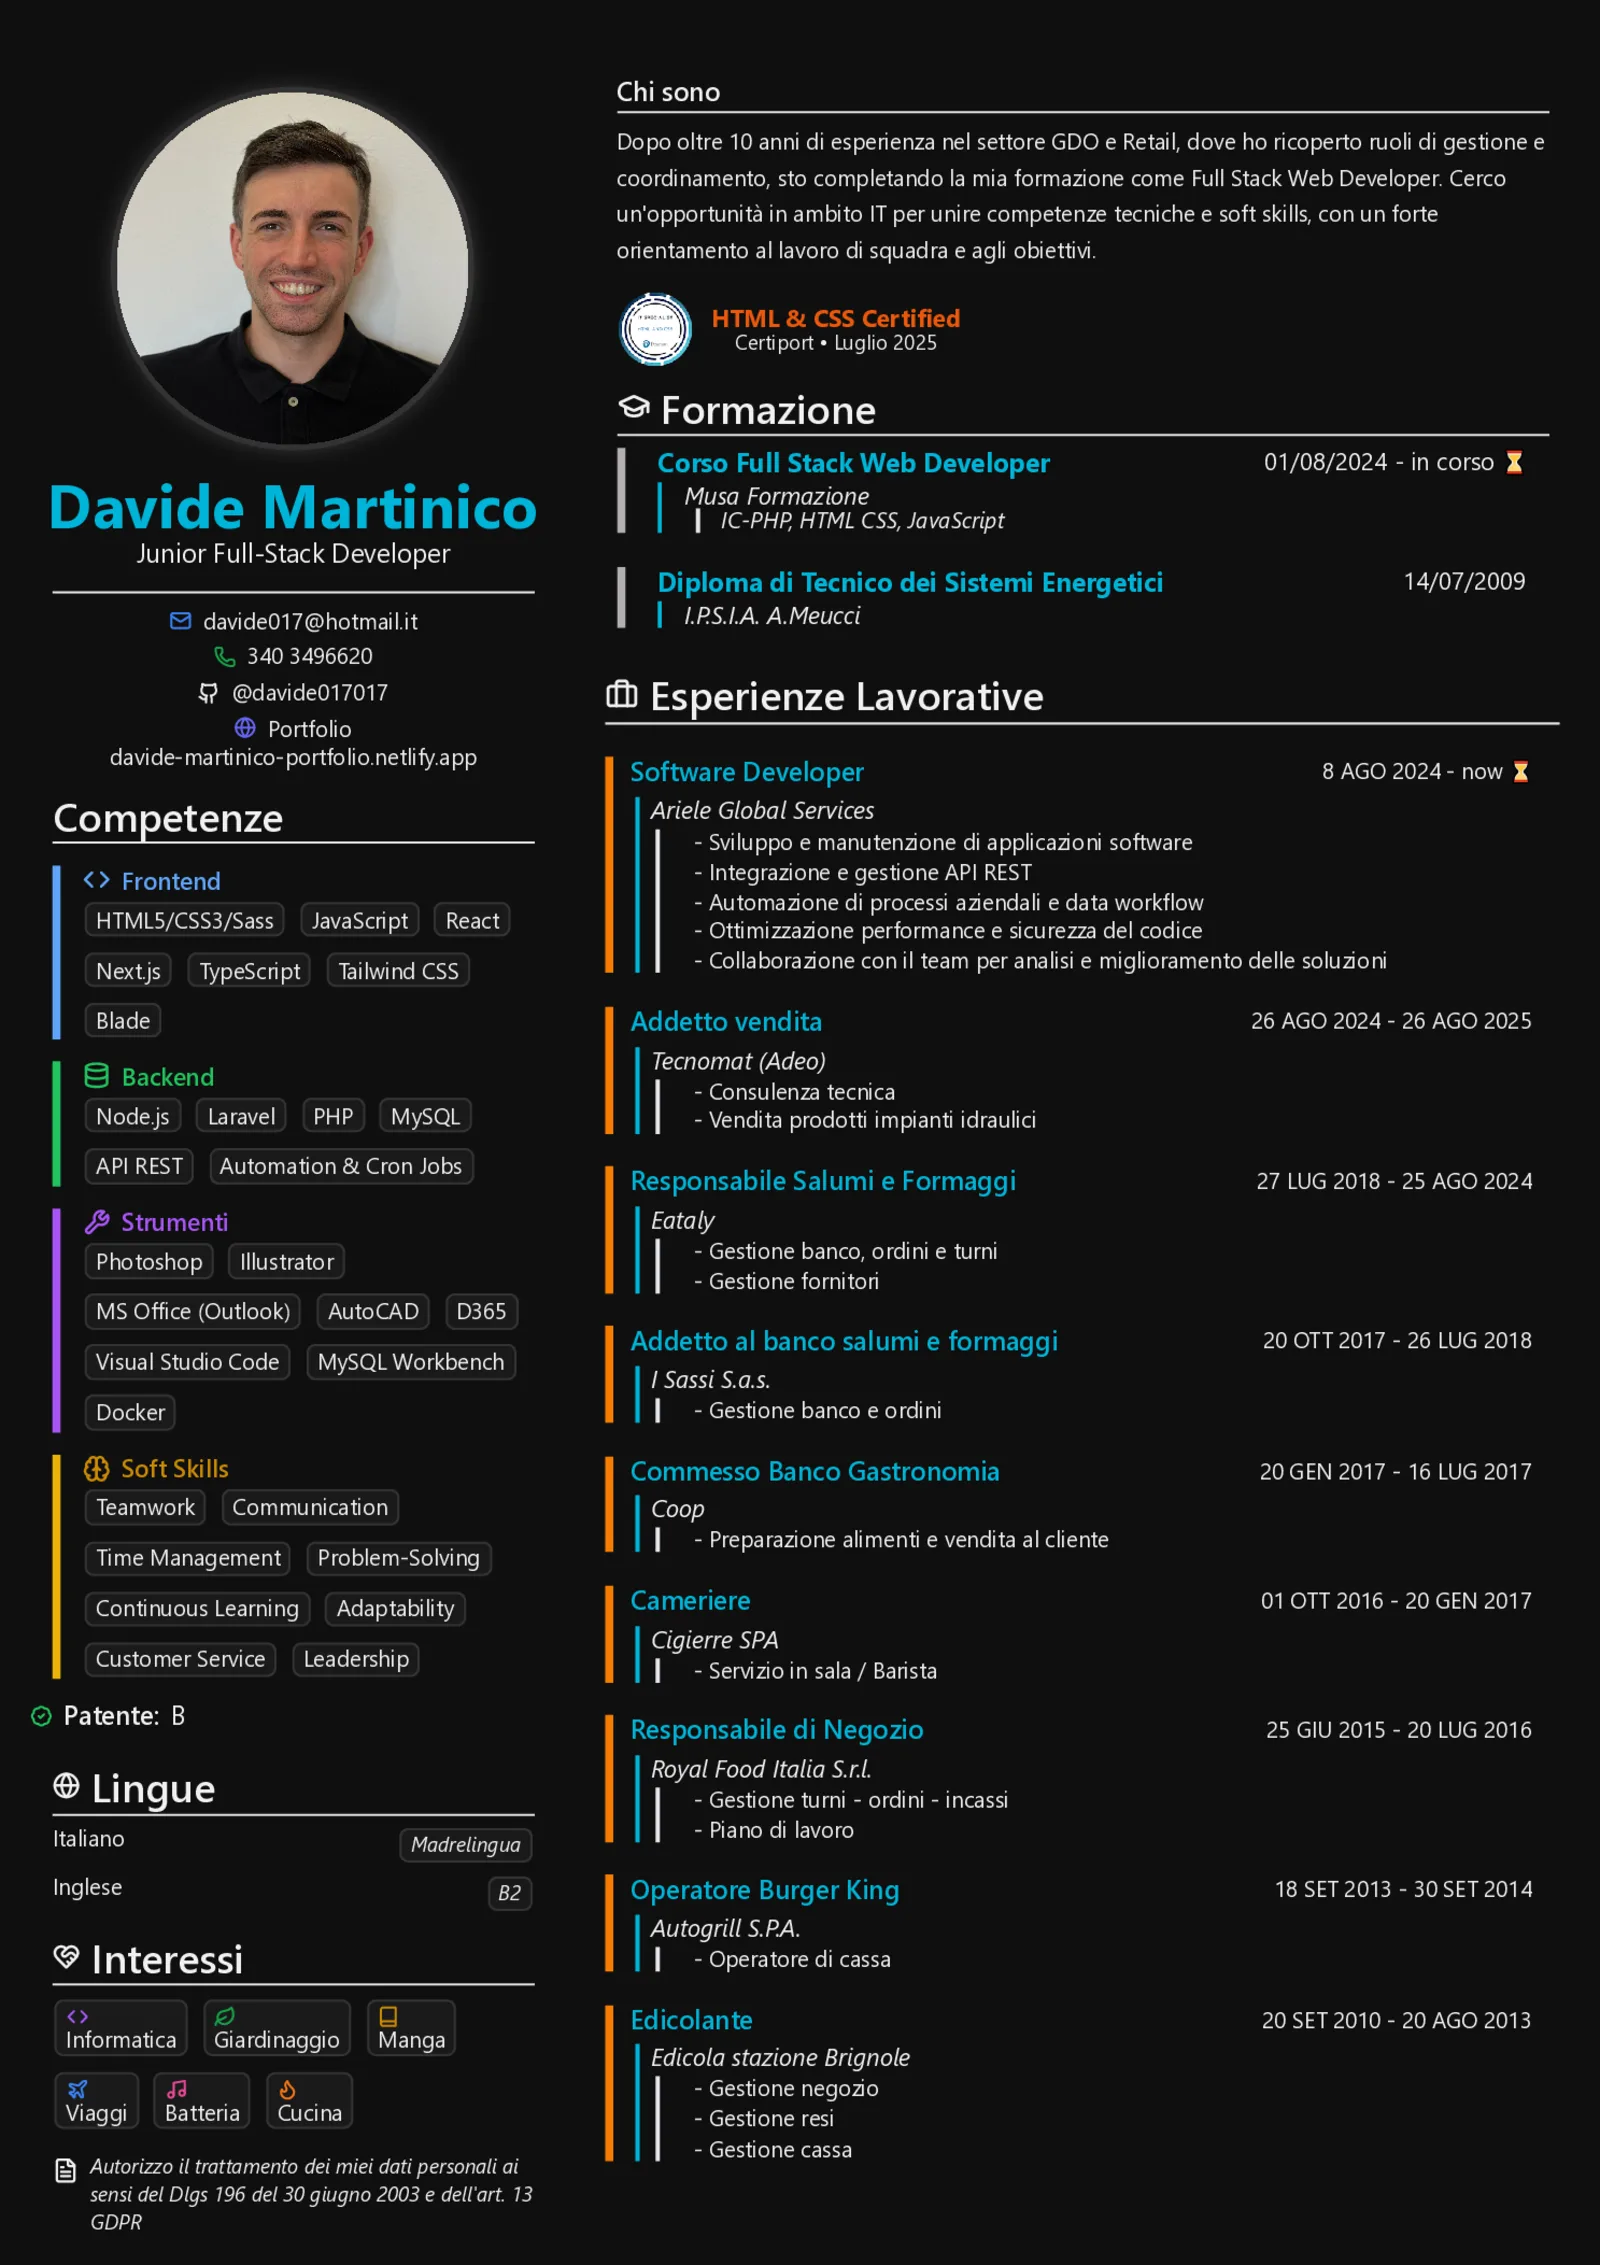 Davide Martinico
Junior Full-Stack Developer
davide017@hotmail.it
340 3496620
@davide017017
Portfolio
davide-martinico-portfolio.netlify.app
Competenze
Frontend
HTML5/CSS3/Sass JavaScript React
Next.js TypeScript Tailwind CSS
Blade
Backend
Node.js Laravel PHP MySQL
API REST Automation & Cron Jobs
Strumenti
Photoshop Illustrator
MS Office (Outlook) AutoCAD D365
Visual Studio Code MySQL Workbench
Docker
Soft Skills
Teamwork Communication
Time Management Problem-Solving
Continuous Learning Adaptability
Customer Service Leadership
Patente: B
Lingue
Italiano Madrelingua
Inglese B2
Interessi
Informatica Giardinaggio Manga
Viaggi Batteria Cucina
Autorizzo il trattamento dei miei dati personali ai
sensi del Dlgs 196 del 30 giugno 2003 e dell'art. 13
GDPR
Chi sono
Dopo oltre 10 anni di esperienza nel settore GDO e Retail, dove ho ricoperto ruoli di gestione e
coordinamento, sto completando la mia formazione come Full Stack Web Developer. Cerco
un'opportunità in ambito IT per unire competenze tecniche e soft skills, con un forte
orientamento al lavoro di squadra e agli obiettivi.
HTML & CSS Certified
Certiport • Luglio 2025
Formazione
Corso Full Stack Web Developer 01/08/2024 - in corso ⏳
Musa Formazione
IC-PHP, HTML CSS, JavaScript
Diploma di Tecnico dei Sistemi Energetici 14/07/2009
I.P.S.I.A. A.Meucci
Esperienze Lavorative
Software Developer 8 AGO 2024 - now ⏳
Ariele Global Services
- Sviluppo e manutenzione di applicazioni software
- Integrazione e gestione API REST
- Automazione di processi aziendali e data workflow
- Ottimizzazione performance e sicurezza del codice
- Collaborazione con il team per analisi e miglioramento delle soluzioni
Addetto vendita 26 AGO 2024 - 26 AGO 2025
Tecnomat (Adeo)
- Consulenza tecnica
- Vendita prodotti impianti idraulici
Responsabile Salumi e Formaggi 27 LUG 2018 - 25 AGO 2024
Eataly
- Gestione banco, ordini e turni
- Gestione fornitori
Addetto al banco salumi e formaggi 20 OTT 2017 - 26 LUG 2018
I Sassi S.a.s.
- Gestione banco e ordini
Commesso Banco Gastronomia 20 GEN 2017 - 16 LUG 2017
Coop
- Preparazione alimenti e vendita al cliente
Cameriere 01 OTT 2016 - 20 GEN 2017
Cigierre SPA
- Servizio in sala / Barista
Responsabile di Negozio 25 GIU 2015 - 20 LUG 2016
Royal Food Italia S.r.l.
- Gestione turni - ordini - incassi
- Piano di lavoro
Operatore Burger King 18 SET 2013 - 30 SET 2014
Autogrill S.P.A.
- Operatore di cassa
Edicolante 20 SET 2010 - 20 AGO 2013
Edicola stazione Brignole
- Gestione negozio
- Gestione resi
- Gestione cassa